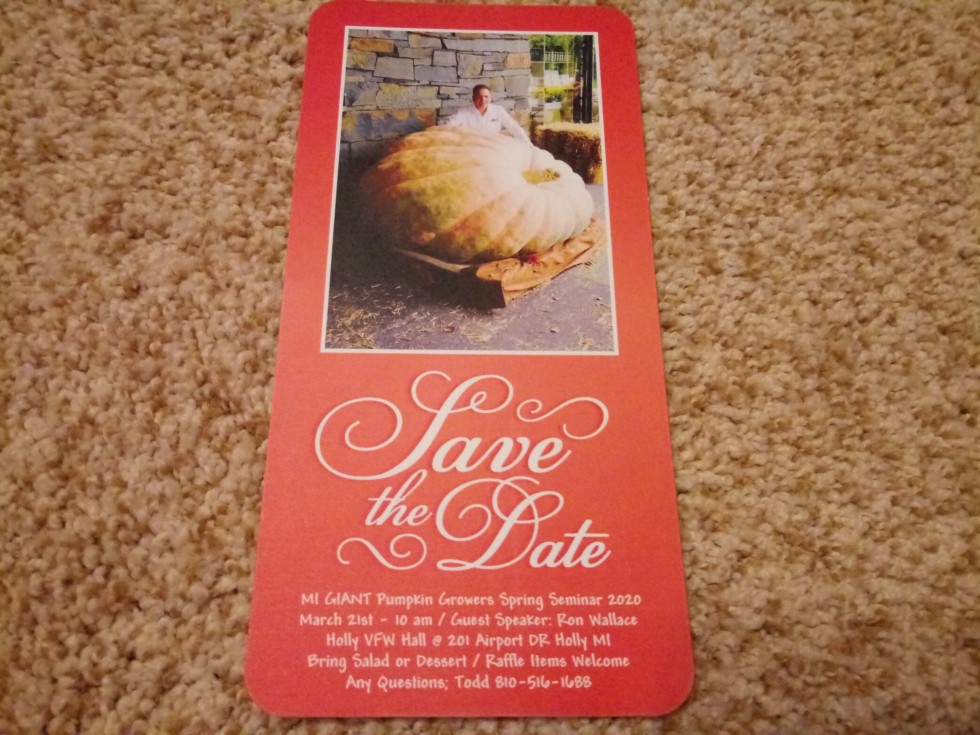 Save
the Date
MI GIANT Pumpkin Growers Spring Seminar 2020
March 21st - 10 am / Guest Speaker: Ron Wallace
Holly VFW Hall @ 201 Airport DR Holly MI
Bring Salad or Dessert / Raffle Items Welcome
Any Questions; Todd 810-516-1688